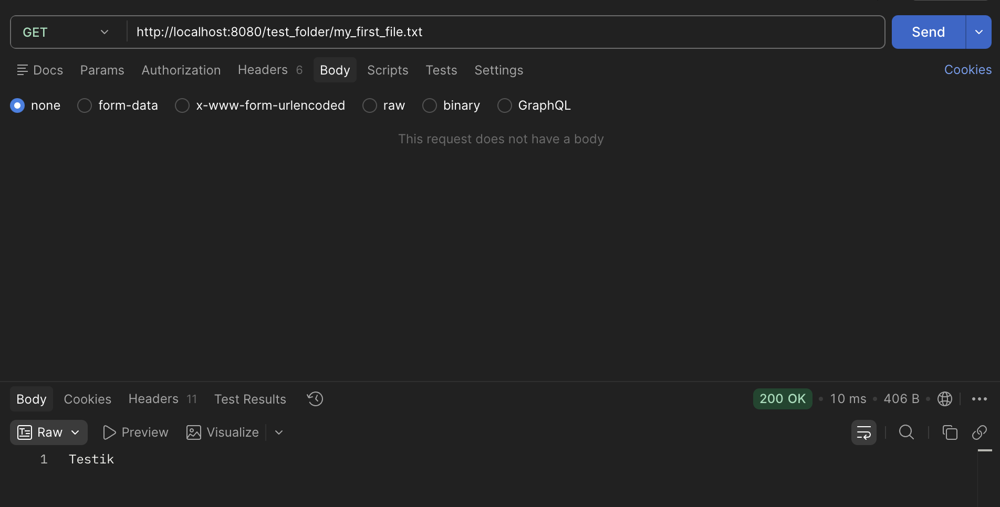 GET http://localhost:8080/test_folder/my_first_file.txt Send
Docs Params Authorization Headers 6 Body Scripts Tests Settings Cookies
none form-data x-www-form-urlencoded raw binary GraphQL
This request does not have a body
Body Cookies Headers 11 Test Results 200 OK • 10 ms • 406 B •
Raw Preview Visualize
1 Testik